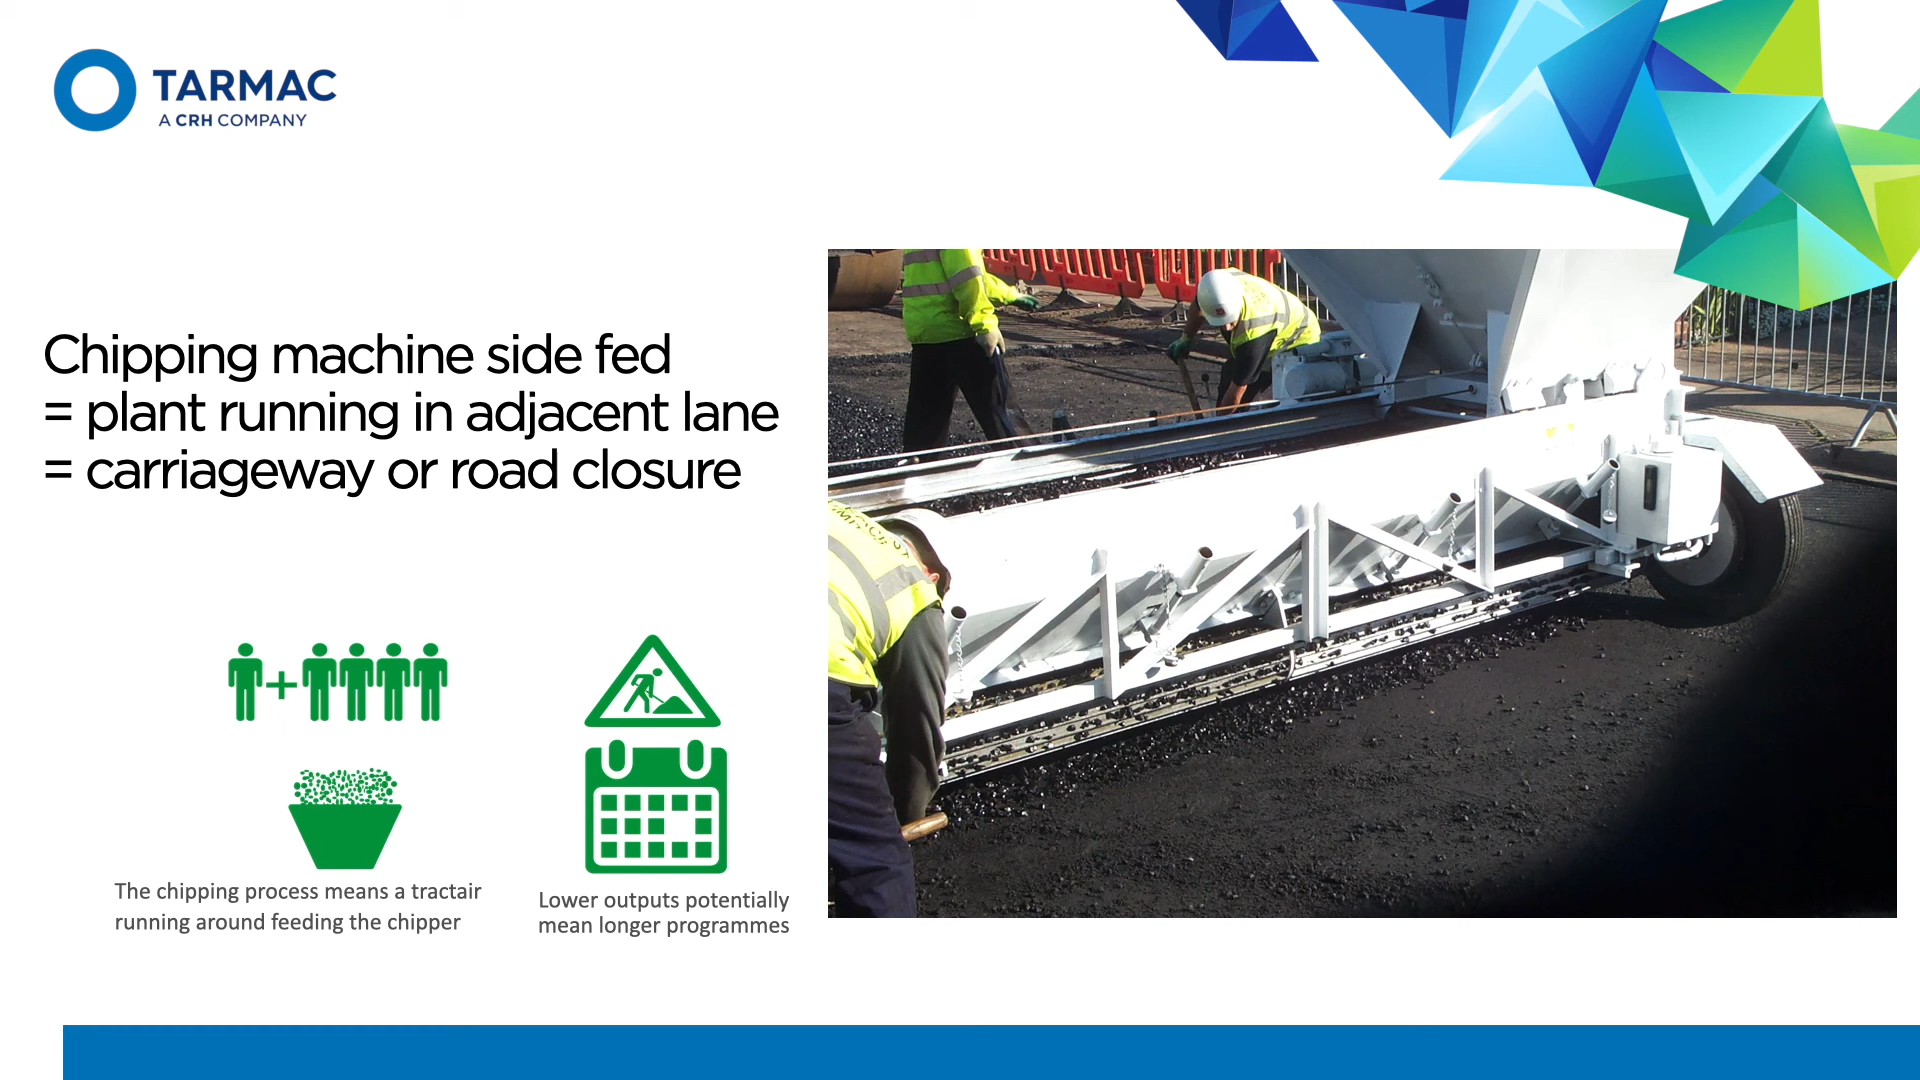 TARMAC
A CRH COMPANY
Chipping machine side fed
= plant running in adjacent lane
= carriageway or road closure
The chipping process means a tractair
running around feeding the chipper
Lower outputs potentially
mean longer programmes